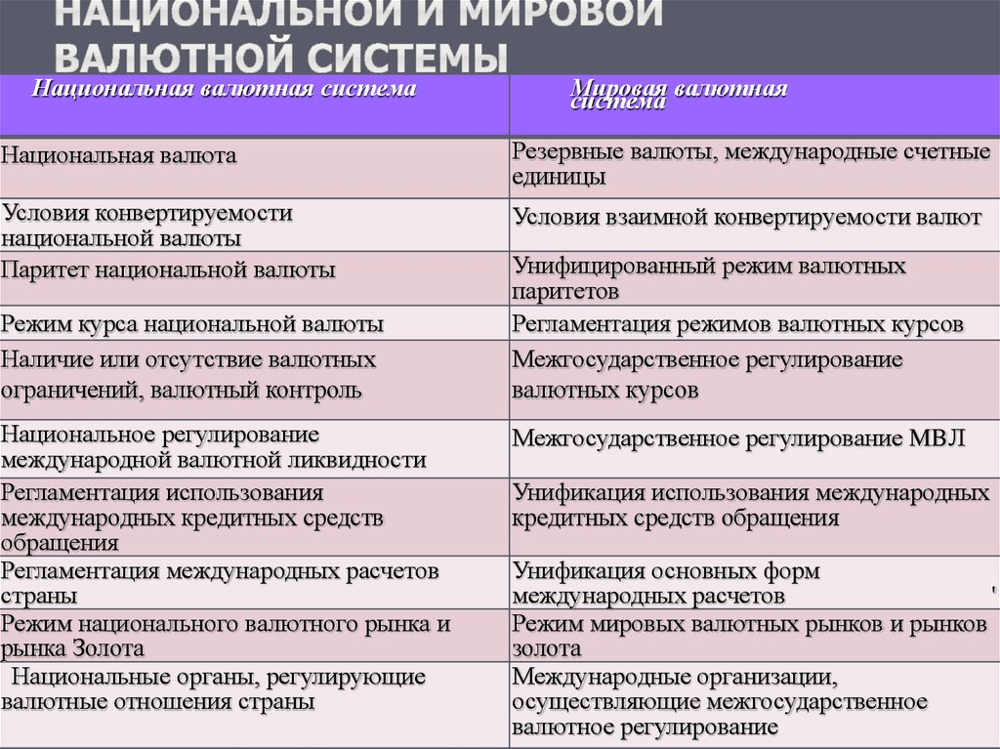 НАЦИОНАЛЬНОЙ И МИРОВОЙ
ВАЛЮТНОЙ СИСТЕМЫ
Национальная валютная система
Мировая валютная
система
Национальная валюта
Резервные валюты, международные счетные
единицы
Условия конвертируемости
национальной валюты
Условия взаимной конвертируемости валют
Паритет национальной валюты
Унифицированный режим валютных
паритетов
Режим курса национальной валюты
Регламентация режимов валютных курсов
Наличие или отсутствие валютных
ограничений, валютный контроль
Межгосударственное регулирование
валютных курсов
Национальное регулирование
международной валютной ликвидности
Межгосударственное регулирование МВЛ
Регламентация использования
международных кредитных средств
обращения
Унификация использования международных
кредитных средств обращения
Регламентация международных расчетов
страны
Унификация основных форм
международных расчетов '
Режим национального валютного рынка и
рынка Золота
Режим мировых валютных рынков и рынков
золота
Национальные органы, регулирующие
валютные отношения страны
Международные организации,
осуществляющие межгосударственное
валютное регулирование